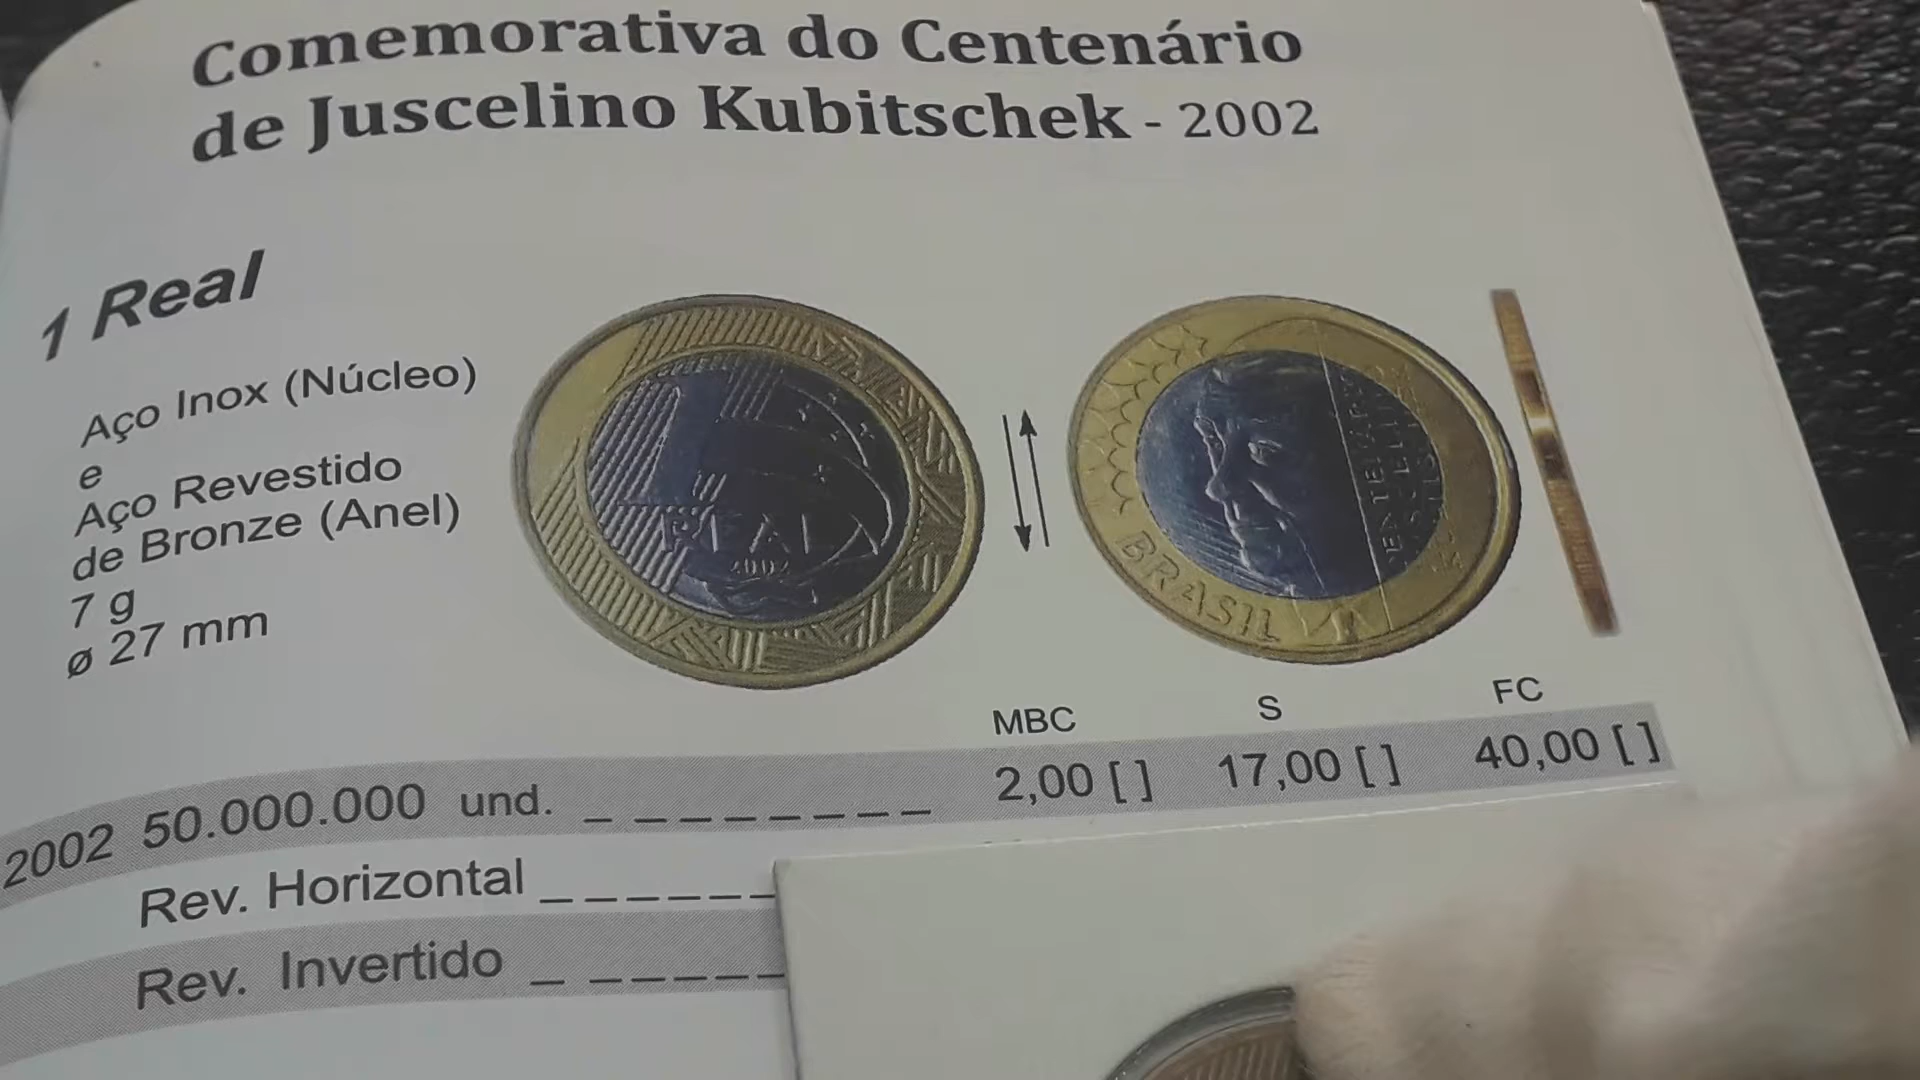 Comemorativa do Centenário
de Juscelino Kubitschek - 2002
1 Real
Aço Inox (Núcleo)
e
Aço Revestido
de Bronze (Anel)
7 g
ø 27 mm
REAL
2002
BRASIL
MBC S FC
2002 50.000.000 und. _ _ _ _ _ _ _ _ 2,00 [ ] 17,00 [ ] 40,00 [ ]
Rev. Horizontal _ _ _ _ _ _
Rev. Invertido _ _ _ _ _ _